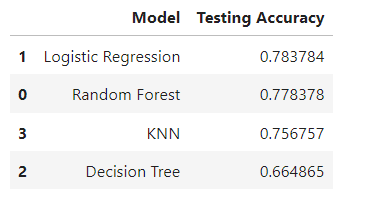 Model Testing Accuracy
1 Logistic Regression 0.783784
0 Random Forest 0.778378
3 KNN 0.756757
2 Decision Tree 0.664865